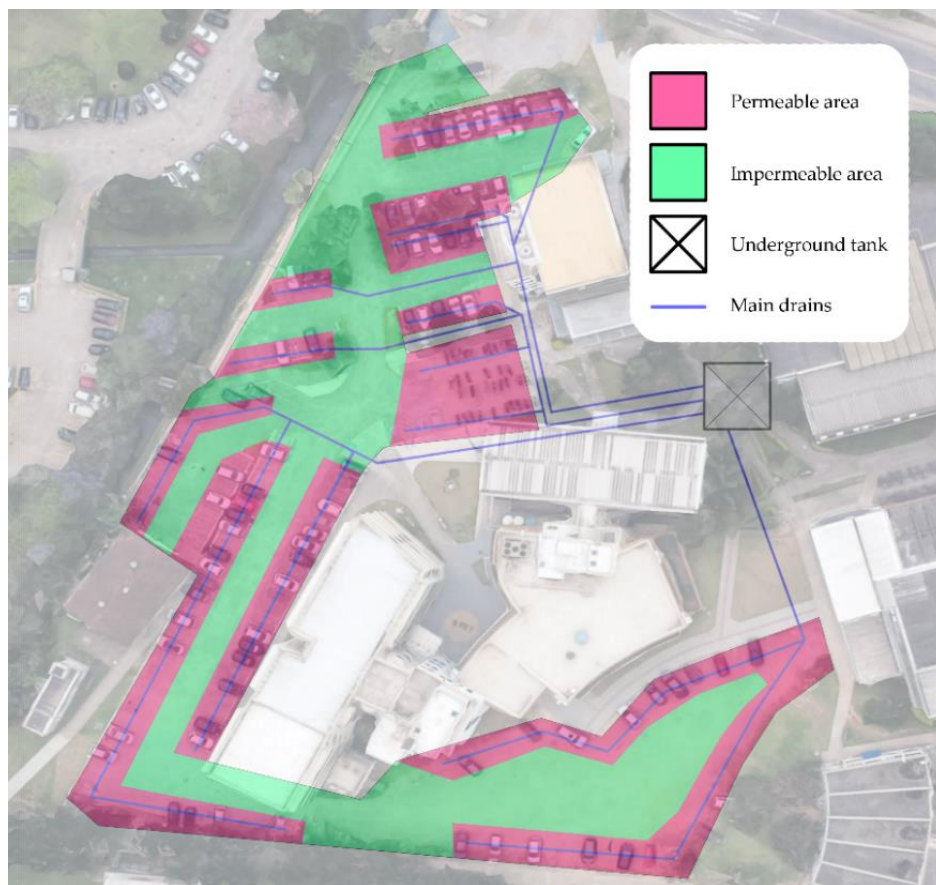 Permeable area
Impermeable area
Underground tank
Main drains